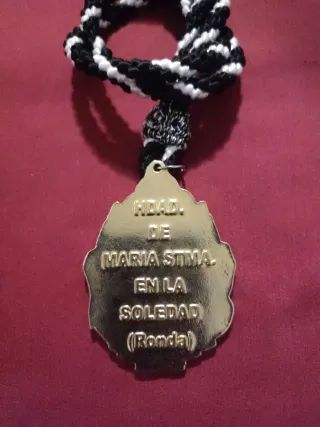 HDAD.
DE
MARIA STMA.
EN LA
SOLEDAD
(Ronda)